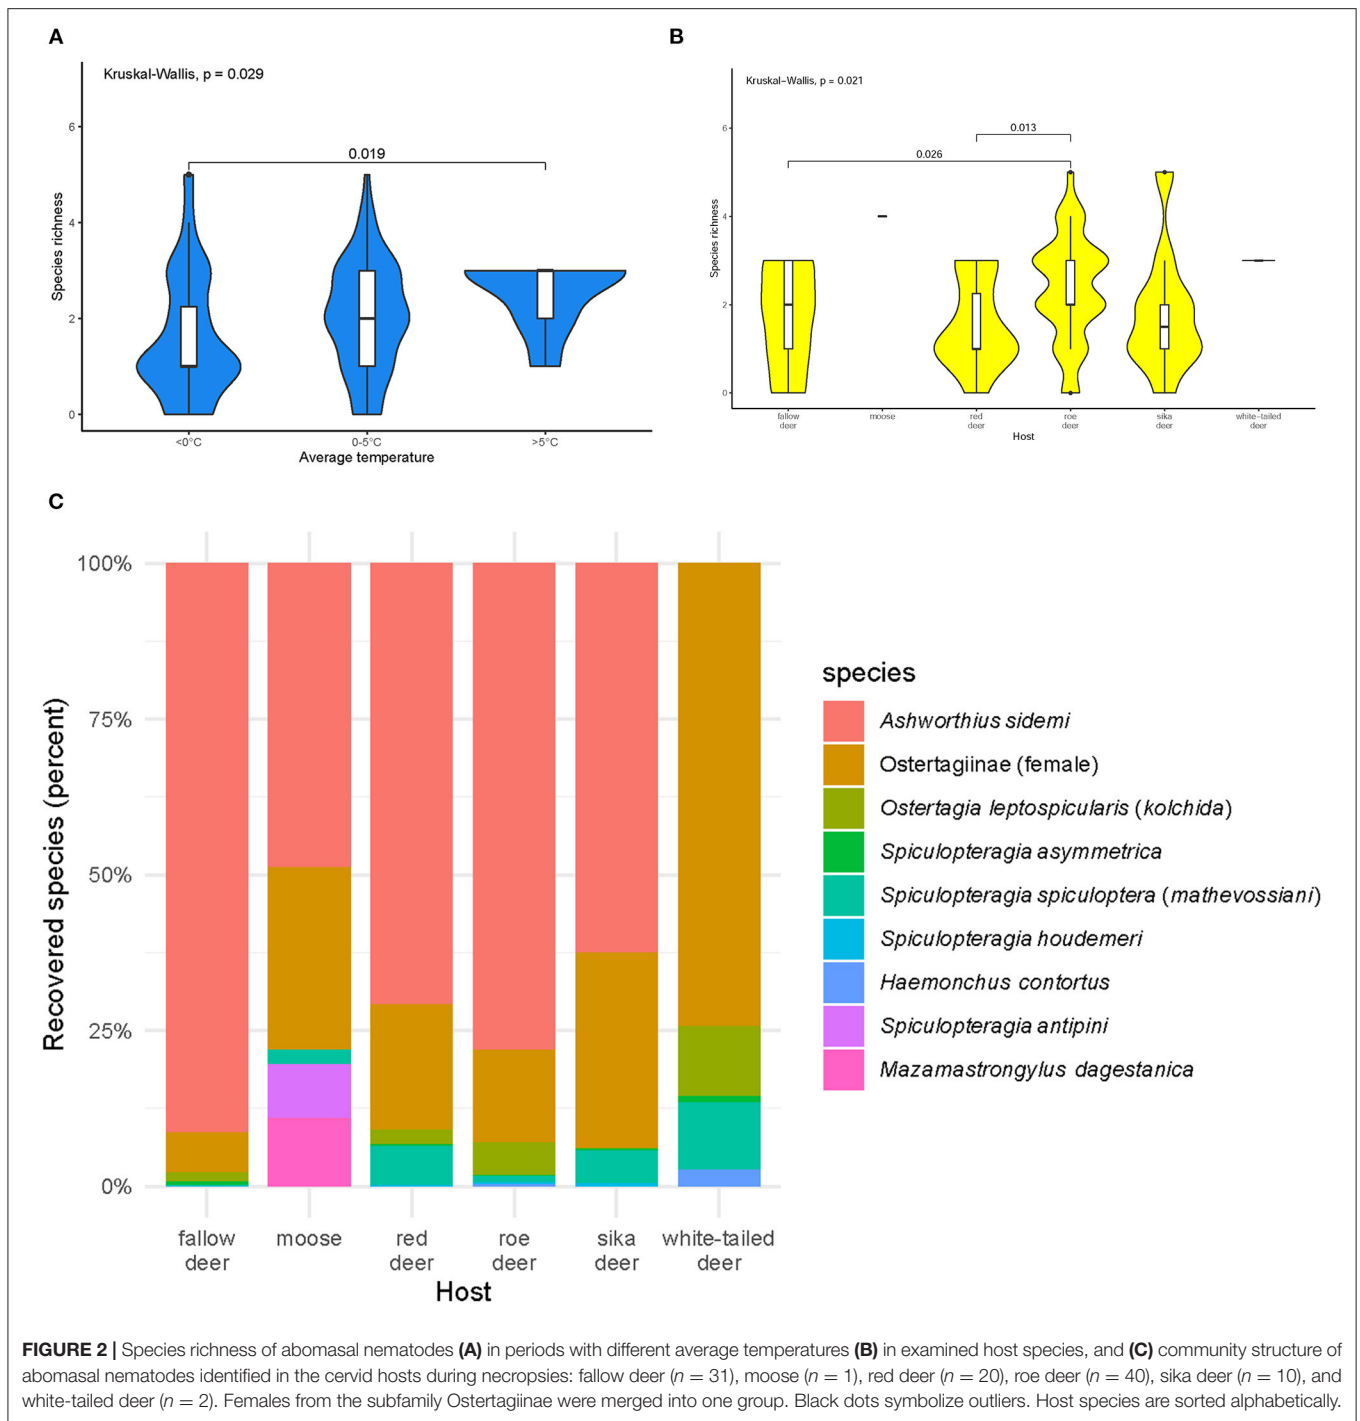 A
Kruskal-Wallis, p = 0.029
0.019
6
4
2
0
Species richness
<0°C
0-5°C
>5°C
Average temperature
B
Kruskal–Wallis, p = 0.021
0.013
0.026
6
4
2
0
Species richness
fallow deer
moose
red deer
roe deer
sika deer
white–tailed deer
Host
C
100%
75%
50%
25%
0%
Recovered species (percent)
fallow deer
moose
red deer
roe deer
sika deer
white-tailed deer
Host
species
Ashworthius sidemi
Ostertagiinae (female)
Ostertagia leptospicularis (kolchida)
Spiculopteragia asymmetrica
Spiculopteragia spiculoptera (mathevossiani)
Spiculopteragia houdemeri
Haemonchus contortus
Spiculopteragia antipini
Mazamastrongylus dagestanica
FIGURE 2 | Species richness of abomasal nematodes (A) in periods with different average temperatures (B) in examined host species, and (C) community structure of
abomasal nematodes identified in the cervid hosts during necropsies: fallow deer (n = 31), moose (n = 1), red deer (n = 20), roe deer (n = 40), sika deer (n = 10), and
white-tailed deer (n = 2). Females from the subfamily Ostertagiinae were merged into one group. Black dots symbolize outliers. Host species are sorted alphabetically.